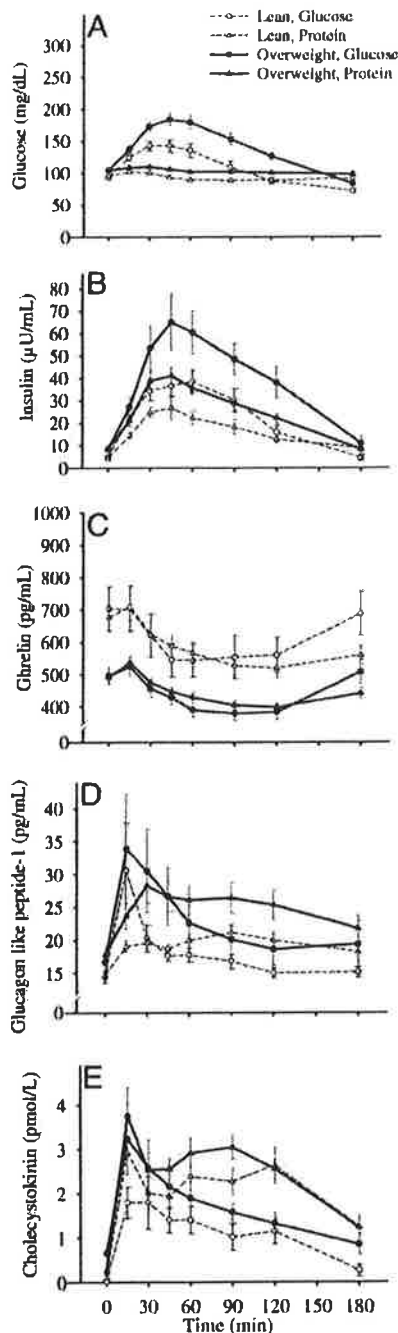 A
Lean, Glucose
Lean, Protein
Overweight, Glucose
Overweight, Protein
Glucose (mg/dL)
300
250
200
150
100
50
0
B
Insulin (µU/mL)
80
70
60
50
40
30
20
10
0
C
Ghrelin (pg/mL)
1000
900
800
700
600
500
400
0
D
Glucagon like peptide-1 (pg/mL)
40
35
30
25
20
15
0
E
Cholecystokinin (pmol/L)
4
3
2
1
0
0 30 60 90 120 150 180
Time (min)